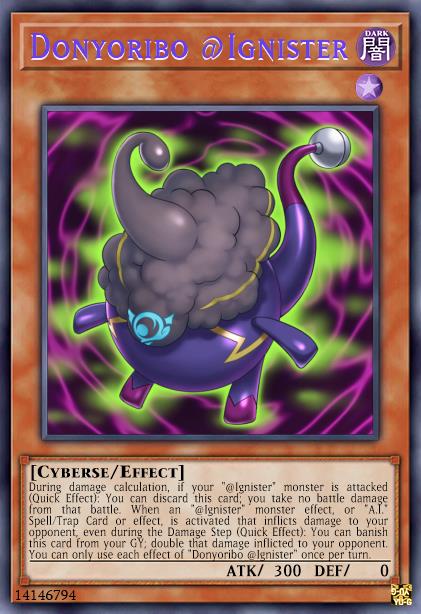 Donyoribo @Ignister
DARK
闇
[Cyberse/Effect]
During damage calculation, if your "@Ignister" monster is attacked
(Quick Effect): You can discard this card; you take no battle damage
from that battle. When an "@Ignister" monster effect, or "A.I."
Spell/Trap Card or effect, is activated that inflicts damage to your
opponent, even during the Damage Step (Quick Effect): You can banish
this card from your GY; double that damage inflicted to your opponent.
You can only use each effect of "Donyoribo @Ignister" once per turn.
ATK/ 300 DEF/ 0
14146794